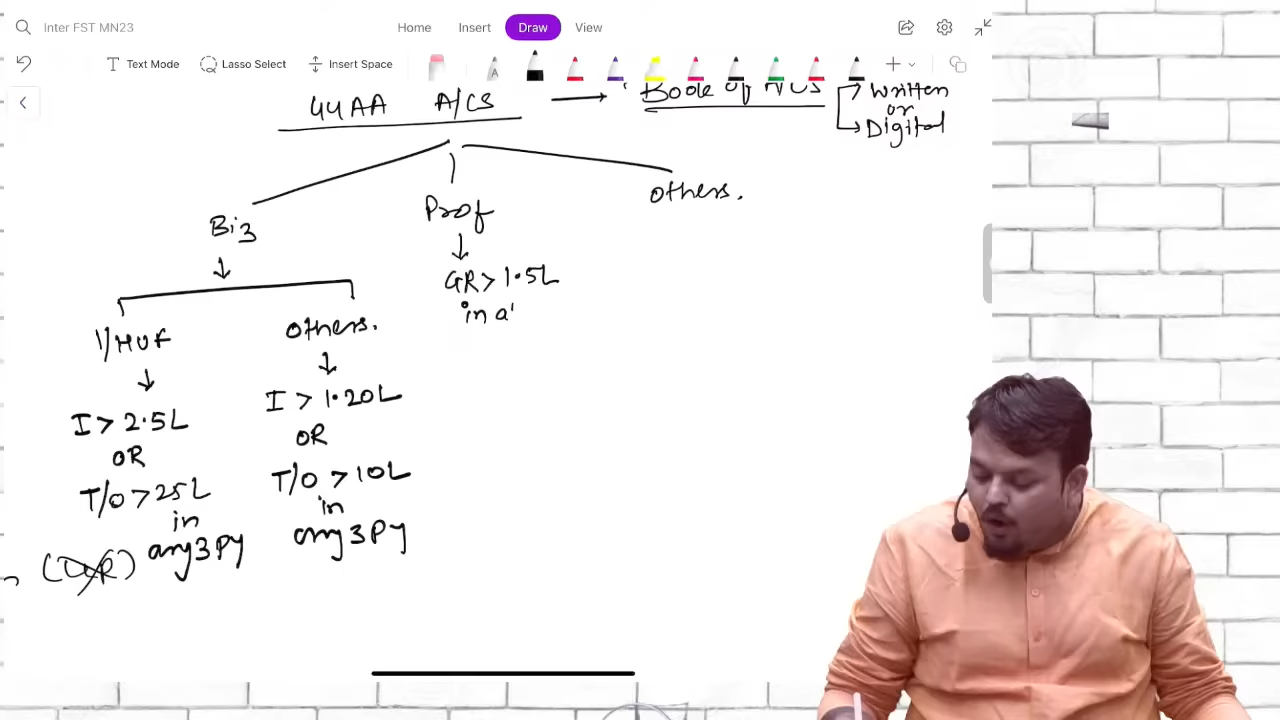 Inter FST MN23
Home Insert Draw View
Text Mode Lasso Select Insert Space
44AA A/CS → Book of A/CS → Written
or
→ Digital
Biz Prof Others.
GR > 1.5L
in a
I/HUF Others.
I > 2.5L I > 1.20L
OR OR
T/O > 25L T/O > 10L
in in
any 3 PY any 3 PY